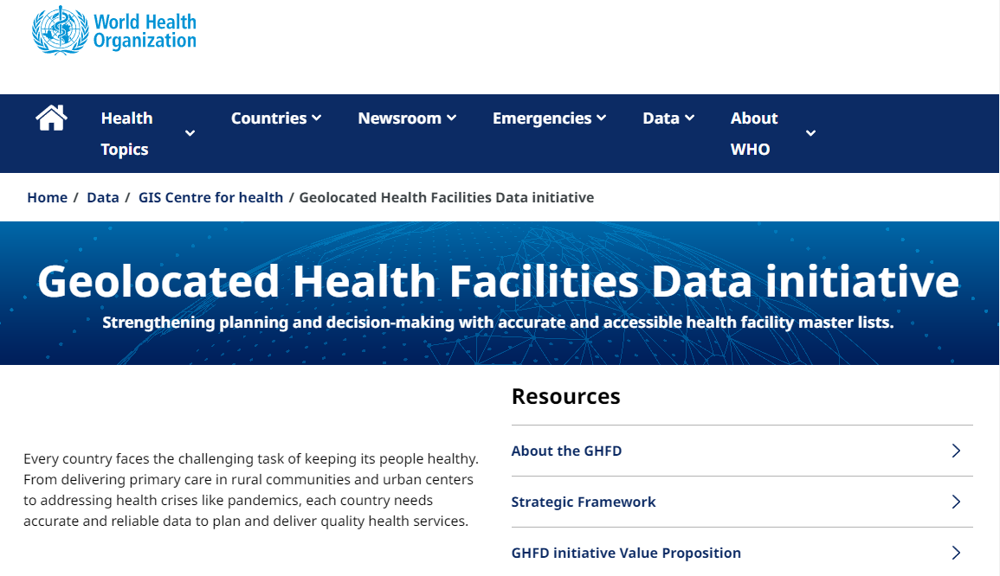 World Health
Organization
Health
Topics
Countries
Newsroom
Emergencies
Data
About
WHO
Home / Data / GIS Centre for health / Geolocated Health Facilities Data initiative
Geolocated Health Facilities Data initiative
Strengthening planning and decision-making with accurate and accessible health facility master lists.
Every country faces the challenging task of keeping its people healthy.
From delivering primary care in rural communities and urban centers
to addressing health crises like pandemics, each country needs
accurate and reliable data to plan and deliver quality health services.
Resources
About the GHFD
Strategic Framework
GHFD initiative Value Proposition